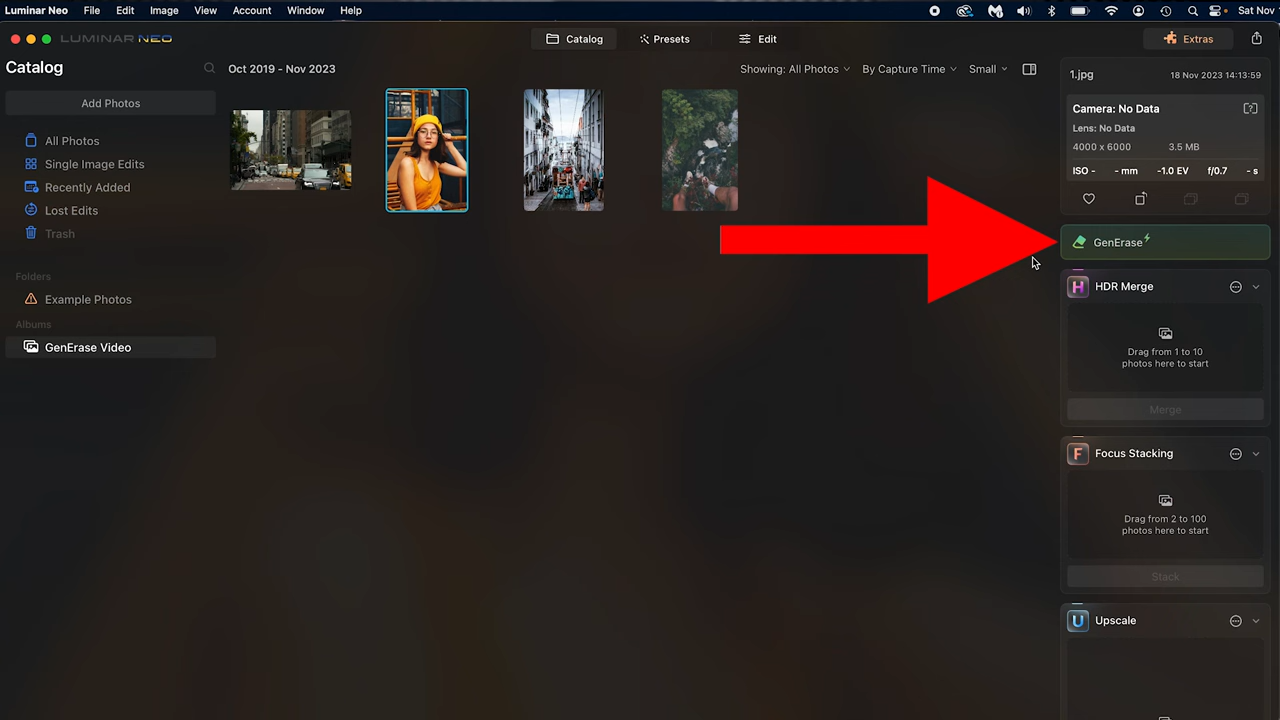 Luminar Neo File Edit Image View Account Window Help Sat Nov
LUMINAR NEO Catalog Presets Edit Extras
Catalog
Oct 2019 - Nov 2023 Showing: All Photos By Capture Time Small
Add Photos
All Photos
Single Image Edits
Recently Added
Lost Edits
Trash
Folders
Example Photos
Albums
GenErase Video
1.jpg 18 Nov 2023 14:13:59
Camera: No Data
Lens: No Data
4000 x 6000 3.5 MB
ISO - - mm -1.0 EV f/0.7 - s
GenErase
H HDR Merge
Drag from 1 to 10
photos here to start
Merge
F Focus Stacking
Drag from 2 to 100
photos here to start
Stack
U Upscale